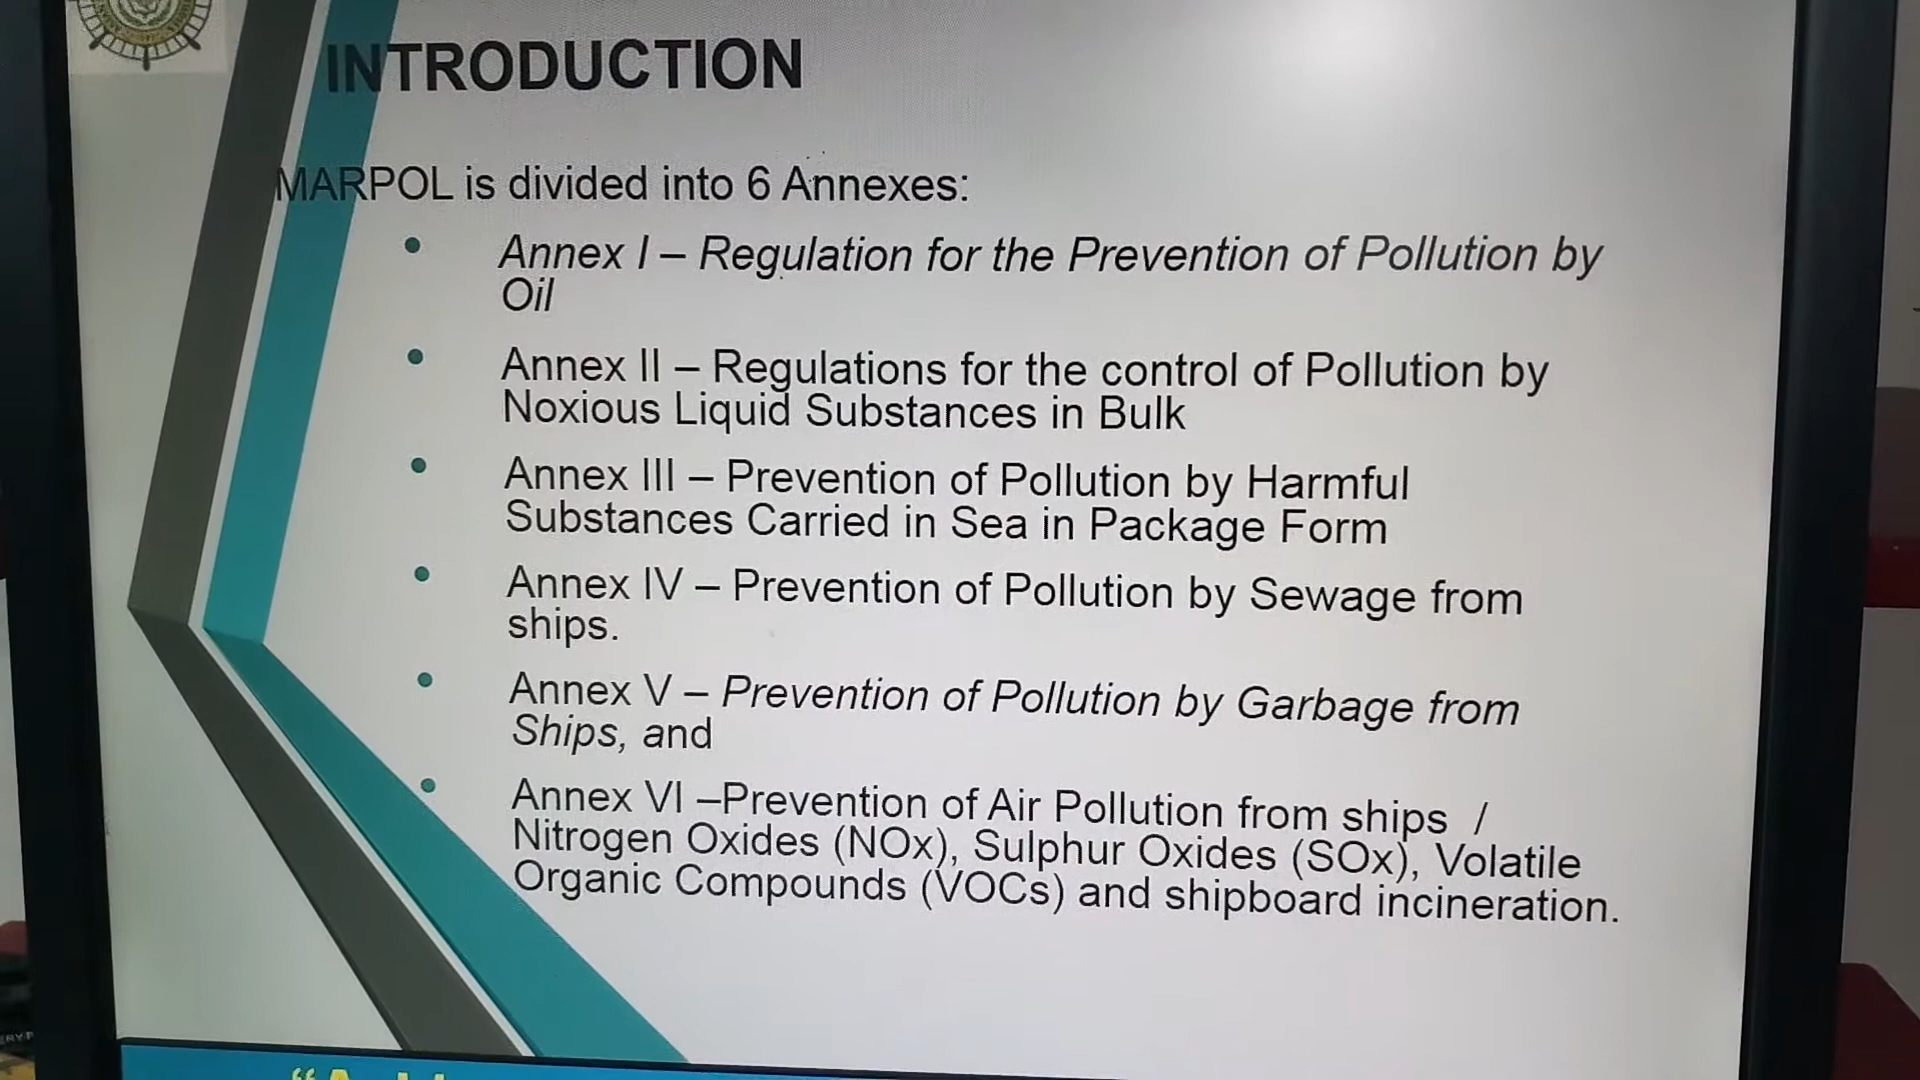 INTRODUCTION
MARPOL is divided into 6 Annexes:
• Annex I – Regulation for the Prevention of Pollution by
Oil
• Annex II – Regulations for the control of Pollution by
Noxious Liquid Substances in Bulk
• Annex III – Prevention of Pollution by Harmful
Substances Carried in Sea in Package Form
• Annex IV – Prevention of Pollution by Sewage from
ships.
• Annex V – Prevention of Pollution by Garbage from
Ships, and
• Annex VI –Prevention of Air Pollution from ships /
Nitrogen Oxides (NOx), Sulphur Oxides (SOx), Volatile
Organic Compounds (VOCs) and shipboard incineration.